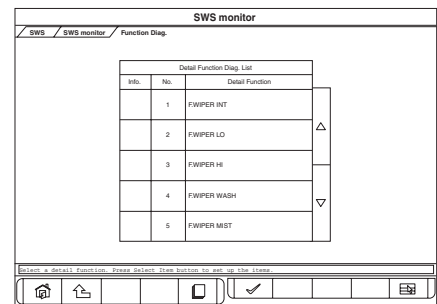 SWS monitor
SWS / SWS monitor / Function Diag.
Detail Function Diag. List
Info. No. Detail Function
1 F.WIPER INT
2 F.WIPER LO
3 F.WIPER HI
4 F.WIPER WASH
5 F.WIPER MIST
Select a detail function. Press Select Item button to set up the items.